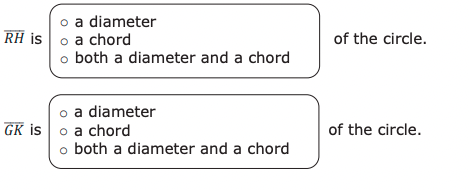 RH is
a diameter
a chord
both a diameter and a chord
of the circle.
GK is
a diameter
a chord
both a diameter and a chord
of the circle.